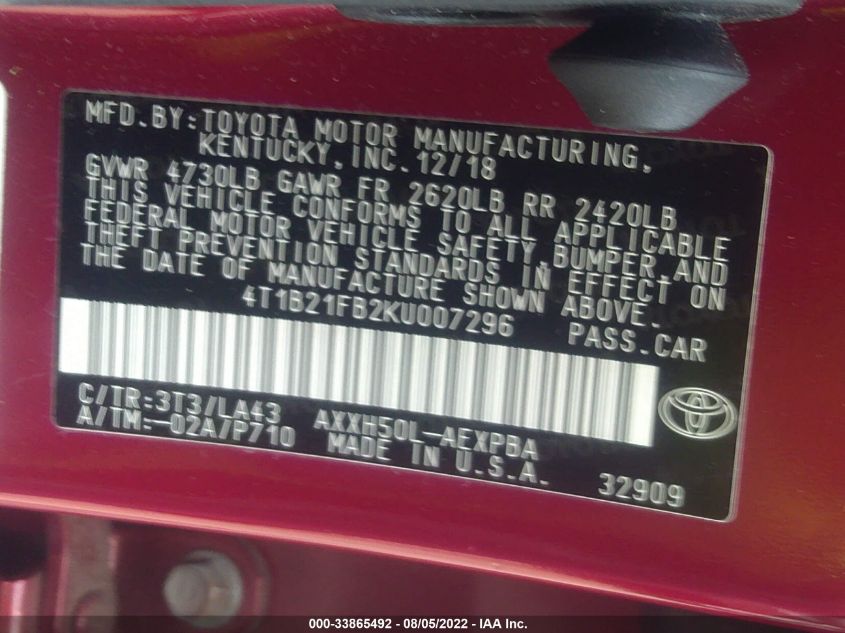 MFD. BY: TOYOTA MOTOR MANUFACTURING,
KENTUCKY, INC. 12/18
GVWR 4730LB GAWR FR 2620LB RR 2420LB
THIS VEHICLE CONFORMS TO ALL APPLICABLE
FEDERAL MOTOR VEHICLE SAFETY, BUMPER, AND
THEFT PREVENTION STANDARDS IN EFFECT ON
THE DATE OF MANUFACTURE SHOWN ABOVE.
4T1B21FB2KU007296 PASS. CAR
C/TR: 3T3/LA43 AXXH50L-AEXPBA
A/TM: -02A/P710 MADE IN U.S.A.
32909
000-33865492 - 08/05/2022 - IAA Inc.